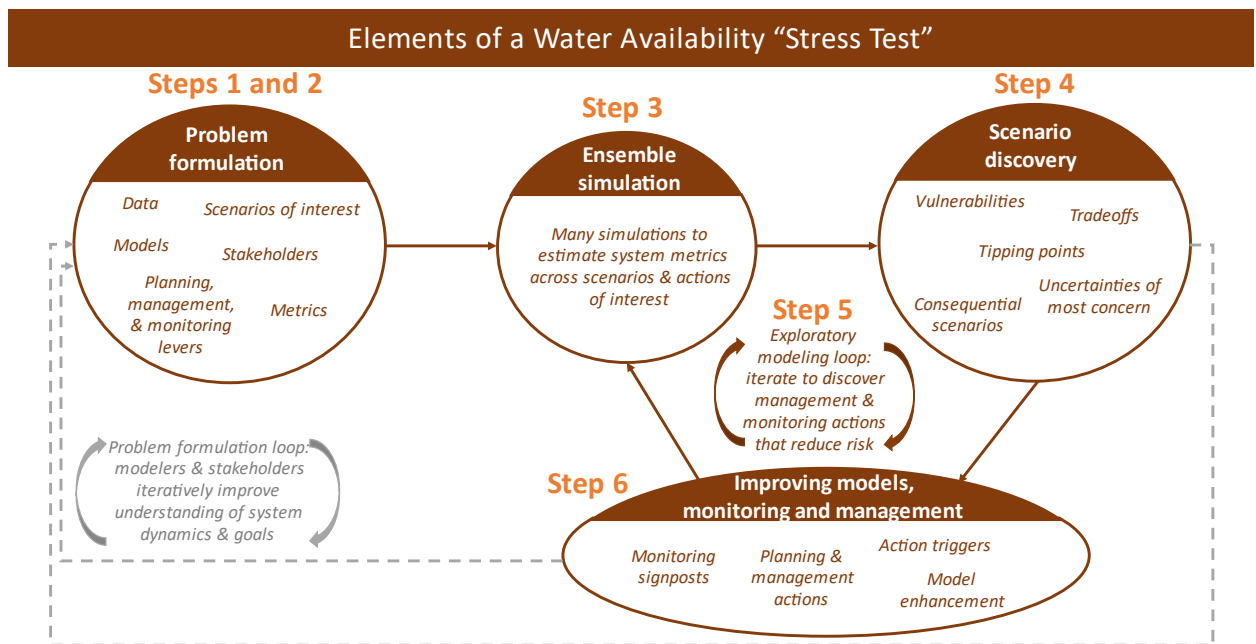 Elements of a Water Availability “Stress Test”
Steps 1 and 2
Problem
formulation
Data
Scenarios of interest
Models
Stakeholders
Planning,
management,
& monitoring
levers
Metrics
Step 3
Ensemble
simulation
Many simulations to
estimate system metrics
across scenarios & actions
of interest
Step 4
Scenario
discovery
Vulnerabilities
Tradeoffs
Tipping points
Consequential
scenarios
Uncertainties of
most concern
Step 5
Exploratory
modeling loop:
iterate to discover
management &
monitoring actions
that reduce risk
Problem formulation loop:
modelers & stakeholders
iteratively improve
understanding of system
dynamics & goals
Step 6
Improving models,
monitoring and management
Monitoring
signposts
Planning &
management
actions
Action triggers
Model
enhancement